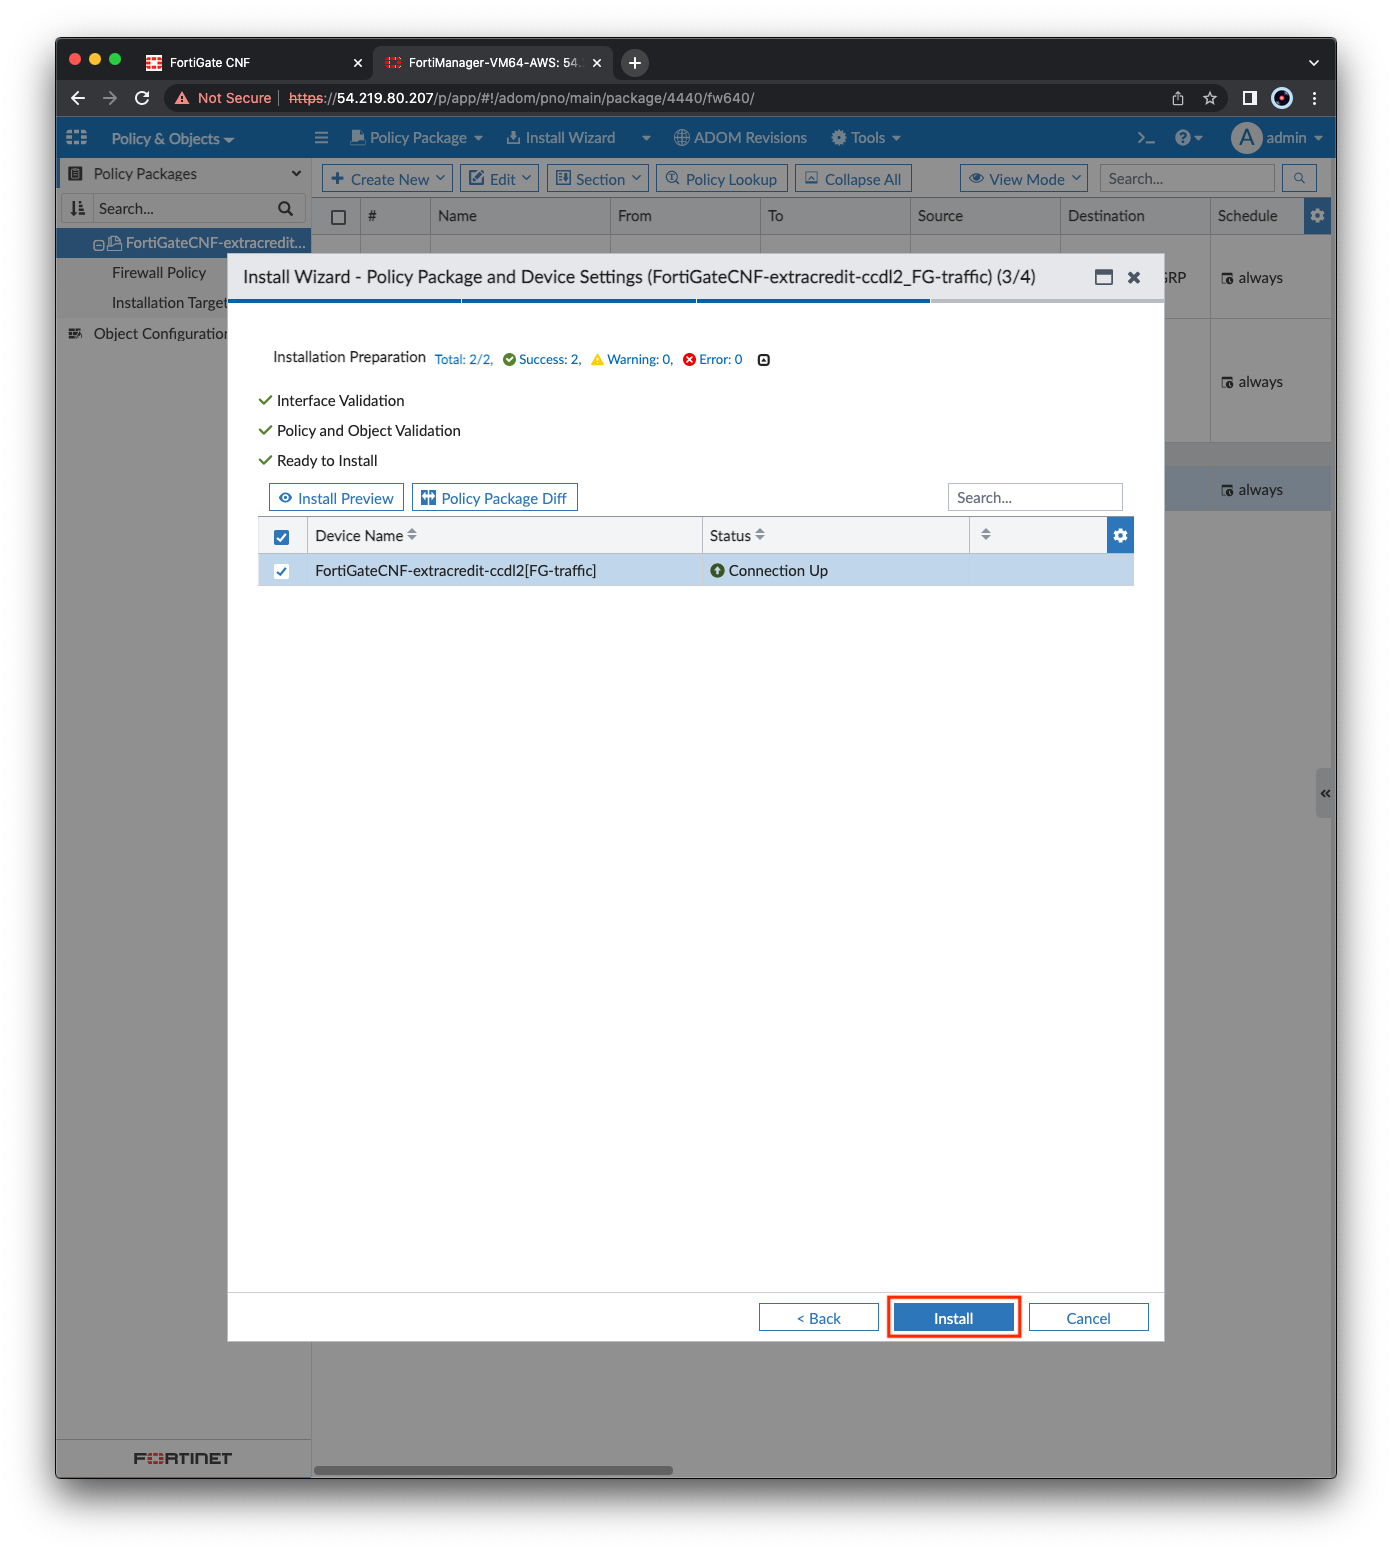 FortiGate CNF
FortiManager-VM64-AWS: 54.
Not Secure https://54.219.80.207/p/app/#!/adom/pno/main/package/4440/fw640/
Policy & Objects Policy Package Install Wizard ADOM Revisions Tools A admin
Policy Packages
Create New Edit Section Policy Lookup Collapse All View Mode Search...
Search...
# Name From To Source Destination Schedule
FortiGateCNF-extracredit...
Firewall Policy
Installation Target
Object Configuration
RP always
always
always
Install Wizard - Policy Package and Device Settings (FortiGateCNF-extracredit-ccdl2_FG-traffic) (3/4)
Installation Preparation Total: 2/2, Success: 2, Warning: 0, Error: 0
Interface Validation
Policy and Object Validation
Ready to Install
Install Preview Policy Package Diff Search...
Device Name Status
FortiGateCNF-extracredit-ccdl2[FG-traffic] Connection Up
< Back Install Cancel
FORTINET